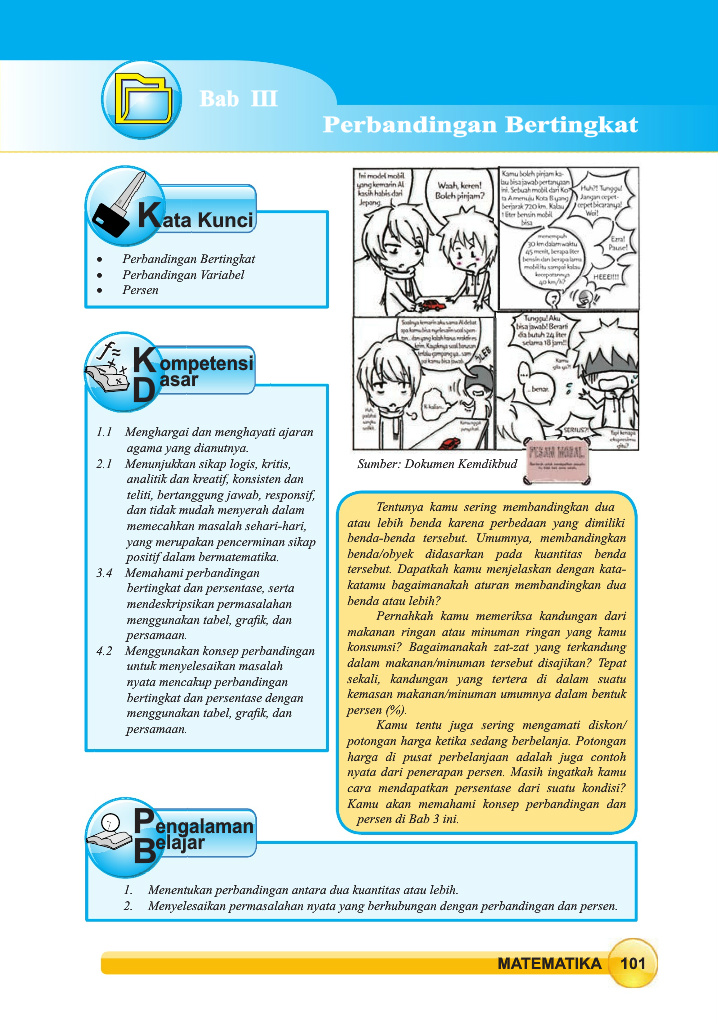 Bab III
Perbandingan Bertingkat
Kata Kunci
• Perbandingan Bertingkat
• Perbandingan Variabel
• Persen
Kompetensi
Dasar
1.1 Menghargai dan menghayati ajaran
agama yang dianutnya.
2.1 Menunjukkan sikap logis, kritis,
analitik dan kreatif, konsisten dan
teliti, bertanggung jawab, responsif,
dan tidak mudah menyerah dalam
memecahkan masalah sehari-hari,
yang merupakan pencerminan sikap
positif dalam bermatematika.
3.4 Memahami perbandingan
bertingkat dan persentase, serta
mendeskripsikan permasalahan
menggunakan tabel, grafik, dan
persamaan.
4.2 Menggunakan konsep perbandingan
untuk menyelesaikan masalah
nyata mencakup perbandingan
bertingkat dan persentase dengan
menggunakan tabel, grafik, dan
persamaan.
Ini model mobil
yang kemarin Al
kasih habis dari
Jepang.
Waah, keren!
Boleh pinjam?
Kamu boleh pinjam ka-
lau bisa jawab pertanyaan
ini. Sebuah mobil dari Ko-
ta A menuju Kota B yang
berjarak 720 km. Kalau
1 liter bensin mobil
bisa
menempuh
30 km dalam waktu
45 menit, berapa liter
bensin dan berapa lama
mobil itu sampai kalau
kecepatannya
40 km/h?
Huh?! Tunggu!
Jangan cepet-
cepet bicaranya!
Woi!
Ezra!
Pause!
HEEEI!!!
?
Soalnya kemarin aku sama Al debat
Tunggu! Aku
bisa jawab! Berarti
dia butuh 24 liter
selama 18 jam!!
...benar.
SERIUS?!
Sumber: Dokumen Kemdikbud
PESAN MORAL
Tentunya kamu sering membandingkan dua
atau lebih benda karena perbedaan yang dimiliki
benda-benda tersebut. Umumnya, membandingkan
benda/obyek didasarkan pada kuantitas benda
tersebut. Dapatkah kamu menjelaskan dengan kata-
katamu bagaimanakah aturan membandingkan dua
benda atau lebih?
Pernahkah kamu memeriksa kandungan dari
makanan ringan atau minuman ringan yang kamu
konsumsi? Bagaimanakah zat-zat yang terkandung
dalam makanan/minuman tersebut disajikan? Tepat
sekali, kandungan yang tertera di dalam suatu
kemasan makanan/minuman umumnya dalam bentuk
persen (%).
Kamu tentu juga sering mengamati diskon/
potongan harga ketika sedang berbelanja. Potongan
harga di pusat perbelanjaan adalah juga contoh
nyata dari penerapan persen. Masih ingatkah kamu
cara mendapatkan persentase dari suatu kondisi?
Kamu akan memahami konsep perbandingan dan
persen di Bab 3 ini.
Pengalaman
Belajar
1. Menentukan perbandingan antara dua kuantitas atau lebih.
2. Menyelesaikan permasalahan nyata yang berhubungan dengan perbandingan dan persen.
MATEMATIKA 101